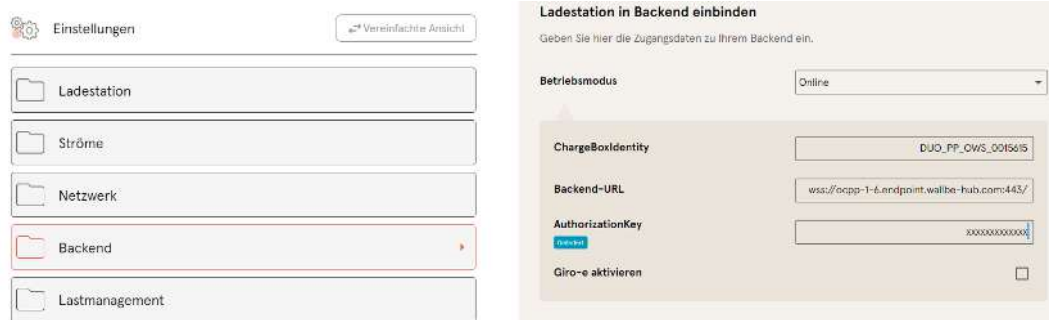 Einstellungen
Vereinfachte Ansicht
Ladestation
Ströme
Netzwerk
Backend
Lastmanagement
Ladestation in Backend einbinden
Geben Sie hier die Zugangsdaten zu Ihrem Backend ein.
Betriebsmodus
Online
ChargeBoxIdentity
DUO_PP_OWS_0015615
Backend-URL
wss://ocpp-1-6.endpoint.wallbe-hub.com:443/
AuthorizationKey
xxxxxxxxxxxxx
Giro-e aktivieren